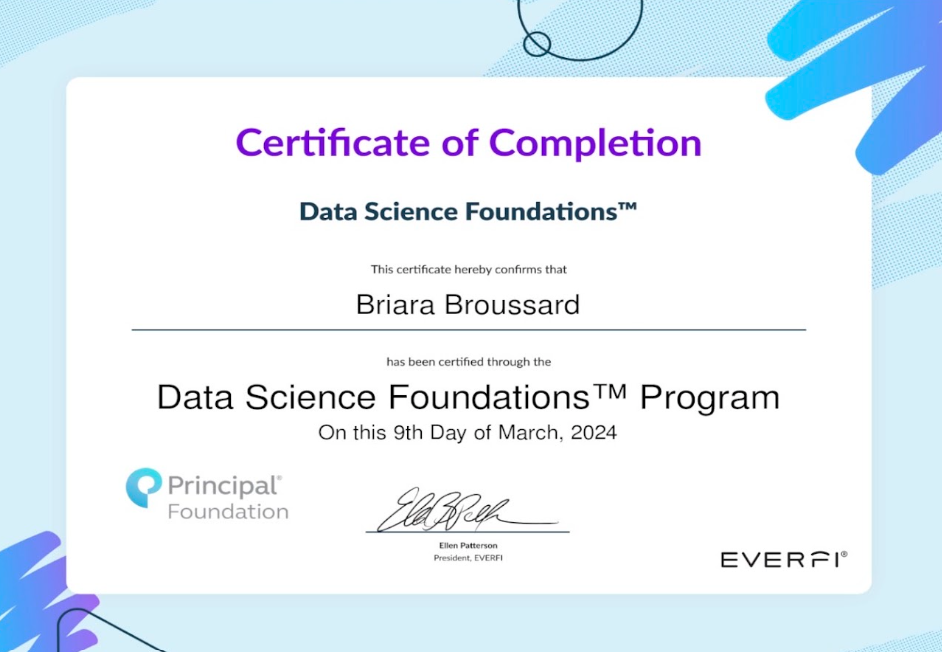 Certificate of Completion
Data Science Foundations™
This certificate hereby confirms that
Briara Broussard
has been certified through the
Data Science Foundations™ Program
On this 9th Day of March, 2024
Principal®
Foundation
Ellen Patterson
President, EVERFI
EVERFI®